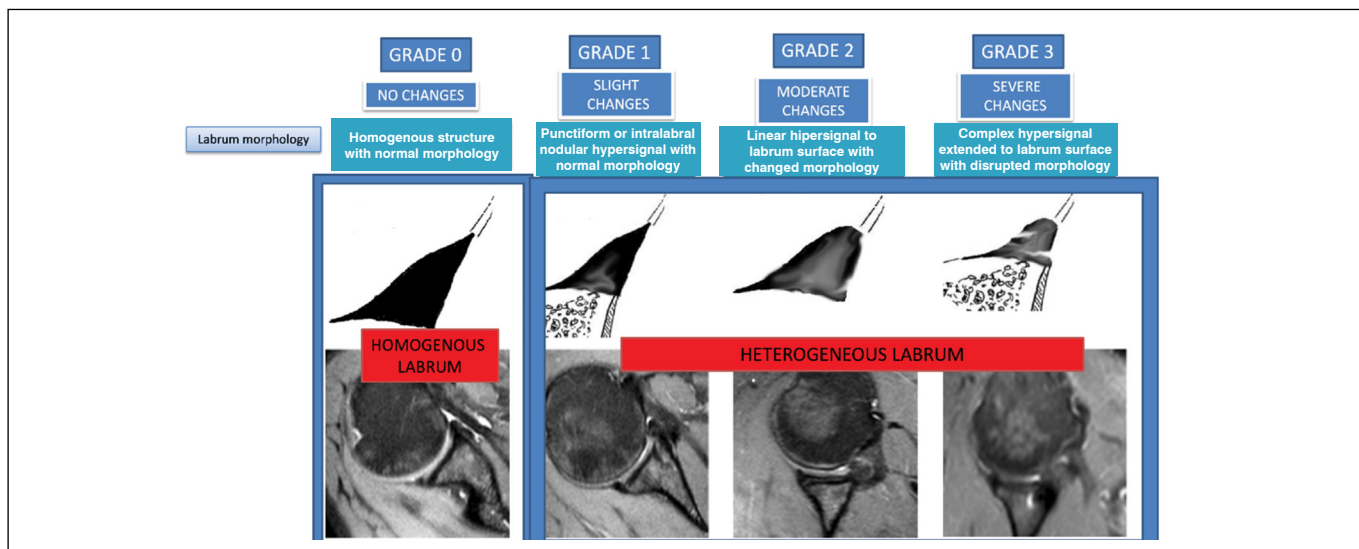 GRADE 0
GRADE 1
GRADE 2
GRADE 3
NO CHANGES
SLIGHT
CHANGES
MODERATE
CHANGES
SEVERE
CHANGES
Labrum morphology
Homogenous structure
with normal morphology
Punctiform or intralabral
nodular hypersignal with
normal morphology
Linear hipersignal to
labrum surface with
changed morphology
Complex hypersignal
extended to labrum surface
with disrupted morphology
HOMOGENOUS
LABRUM
HETEROGENEOUS LABRUM